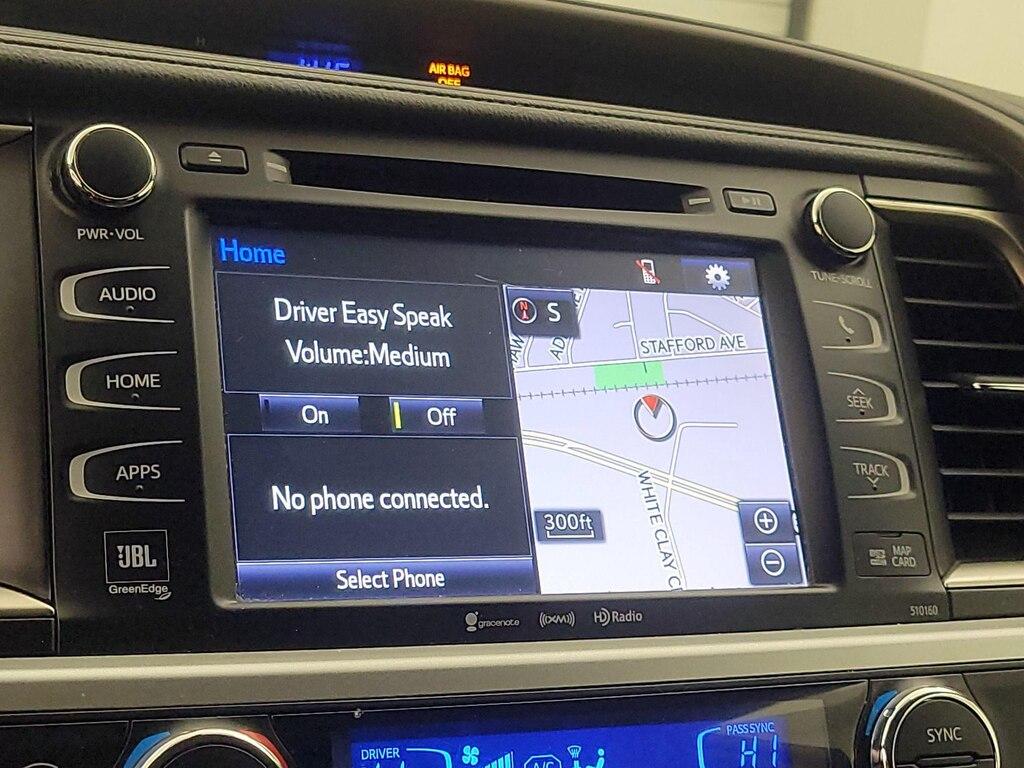 AIR BAG
OFF
PWR·VOL
TUNE·SCROLL
AUDIO
HOME
APPS
JBL
GreenEdge
Home
Driver Easy Speak
Volume:Medium
On
Off
No phone connected.
Select Phone
N
S
STAFFORD AVE
WHITE CLAY C
300ft
SEEK
TRACK
MAP
CARD
510160
gracenote
((XM))
HD Radio
DRIVER
A/C
PASS SYNC
HI
SYNC